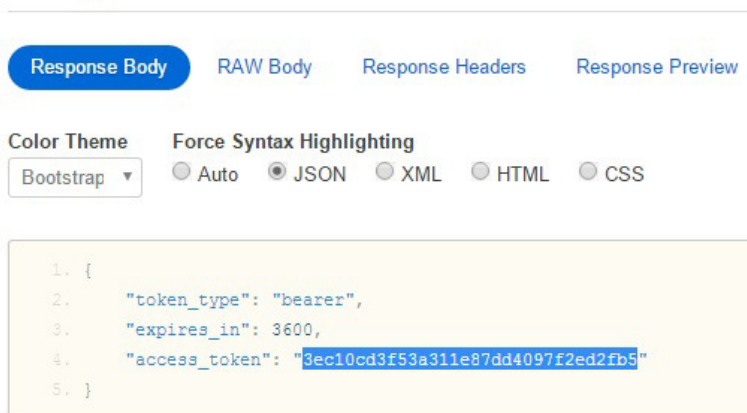 Response Body RAW Body Response Headers Response Preview
Color Theme Force Syntax Highlighting
Bootstrap Auto JSON XML HTML CSS
1. {
2. "token_type": "bearer",
3. "expires_in": 3600,
4. "access_token": "3ec10cd3f53a311e87dd4097f2ed2fb5"
5. }